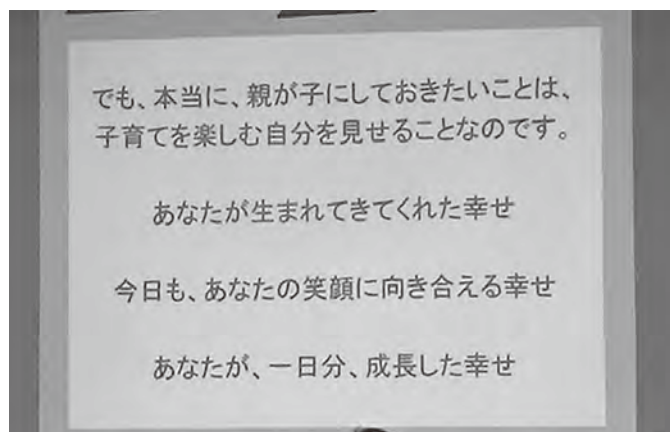 でも、本当に、親が子にしておきたいことは、
子育てを楽しむ自分を見せることなのです。
あなたが生まれてきてくれた幸せ
今日も、あなたの笑顔に向き合える幸せ
あなたが、一日分、成長した幸せ